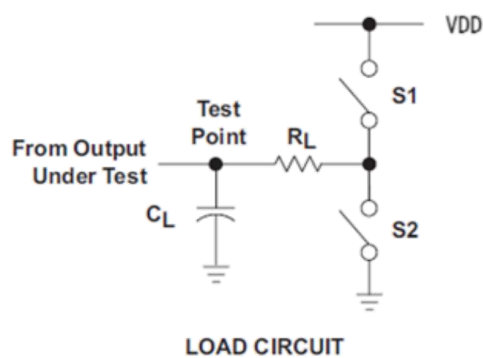 VDD
S1
Test
Point
RL
From Output
Under Test
CL
S2
LOAD CIRCUIT